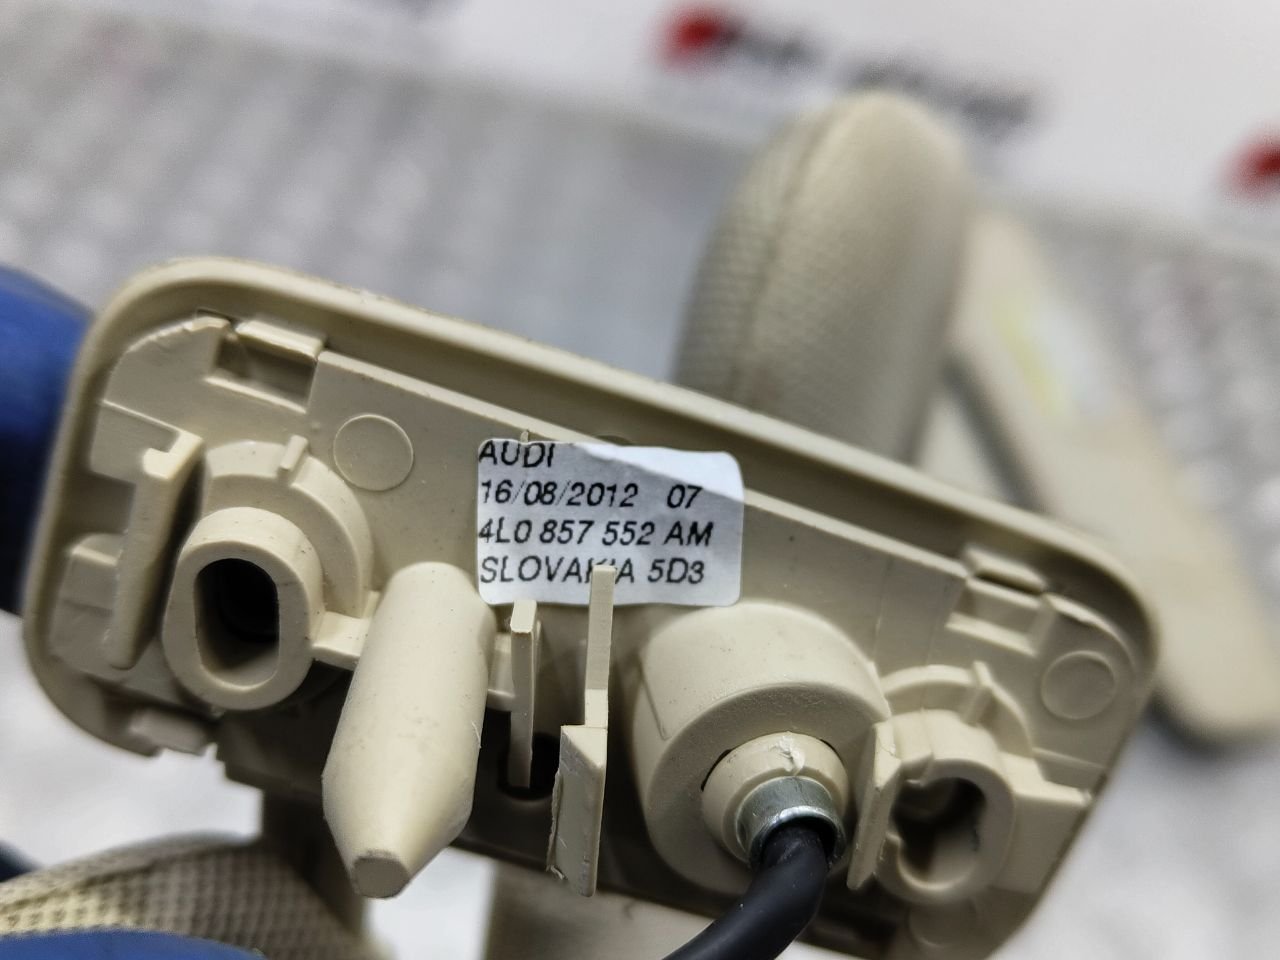 AUDI
16/08/2012 07
4L0 857 552 AM
SLOVAKIA 5D3